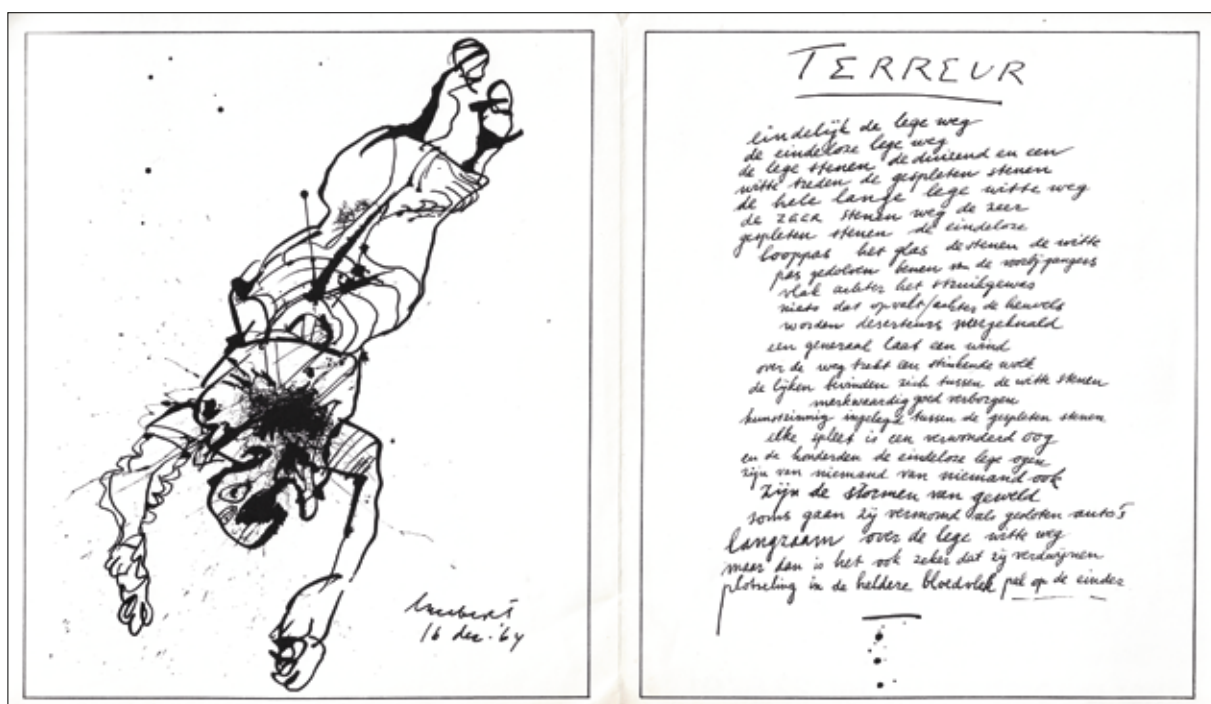 Lucebert
16 dec. '64
TERREUR
eindelijk de lege weg
de eindeloze lege weg
de lege stenen de duizend en een
witte treden de gespleten stenen
de hele lange lege witte weg
de zaar stenen weg de zeer
gespleten stenen de eindeloze
looppas het glas de stenen de witte
pas gedolven benen van de voorbijgangers
vlak achter het struikgewas
niets dat opvalt/achter de heuvels
worden deserteurs neergeknald
een generaal laat een wind
over de weg trekt een stinkende wolk
de lijken bevinden zich tussen de witte stenen
merkwaardig goed verborgen
kunstzinnig ingelegd tussen de gespleten stenen
elke spleet is een verwonderd oog
en de honderden de eindeloze lege ogen
zijn van niemand van niemand ook
zijn de stormen van geweld
soms gaan zij vermomd als gesloten auto's
langzaam over de lege witte weg
maar dan is het ook zeker dat zij verdwijnen
plotseling in de heldere bloedvlek pal op de einder